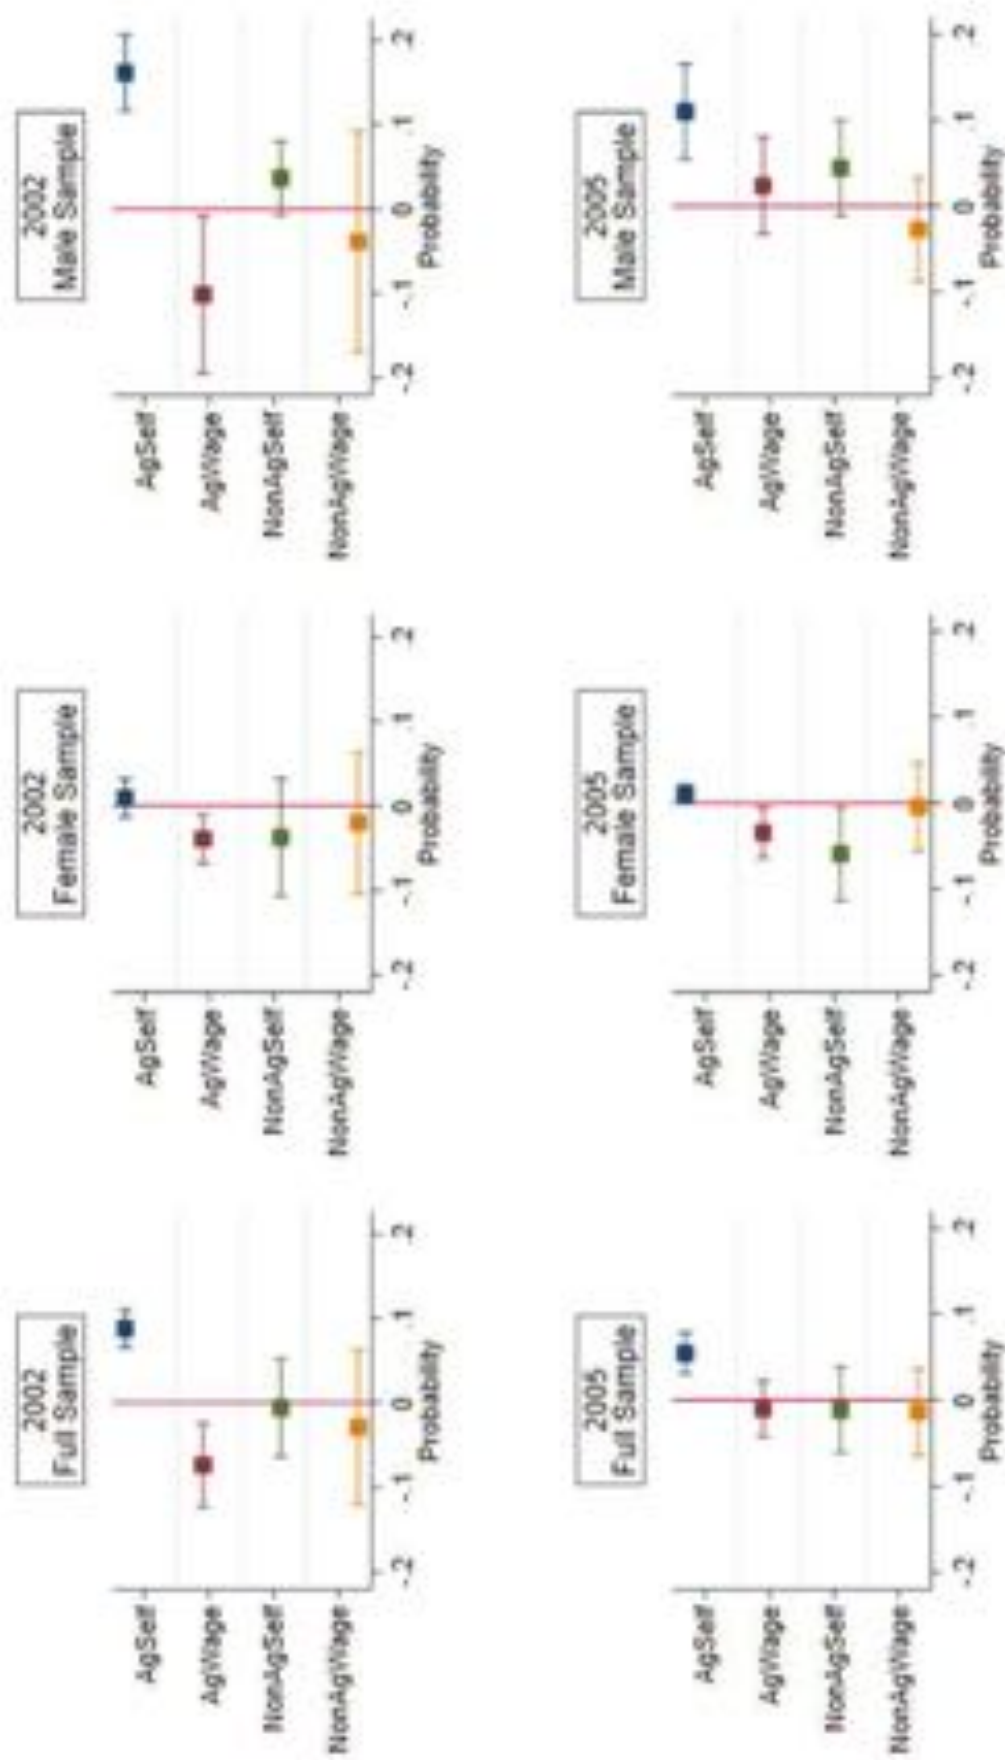 2002
Full Sample
AgSelf
AgWage
NonAgSelf
NonAgWage
-.2 -.1 0 .1 .2
Probability
2002
Female Sample
AgSelf
AgWage
NonAgSelf
NonAgWage
-.2 -.1 0 .1 .2
Probability
2002
Male Sample
AgSelf
AgWage
NonAgSelf
NonAgWage
-.2 -.1 0 .1 .2
Probability
2005
Full Sample
AgSelf
AgWage
NonAgSelf
NonAgWage
-.2 -.1 0 .1 .2
Probability
2005
Female Sample
AgSelf
AgWage
NonAgSelf
NonAgWage
-.2 -.1 0 .1 .2
Probability
2005
Male Sample
AgSelf
AgWage
NonAgSelf
NonAgWage
-.2 -.1 0 .1 .2
Probability